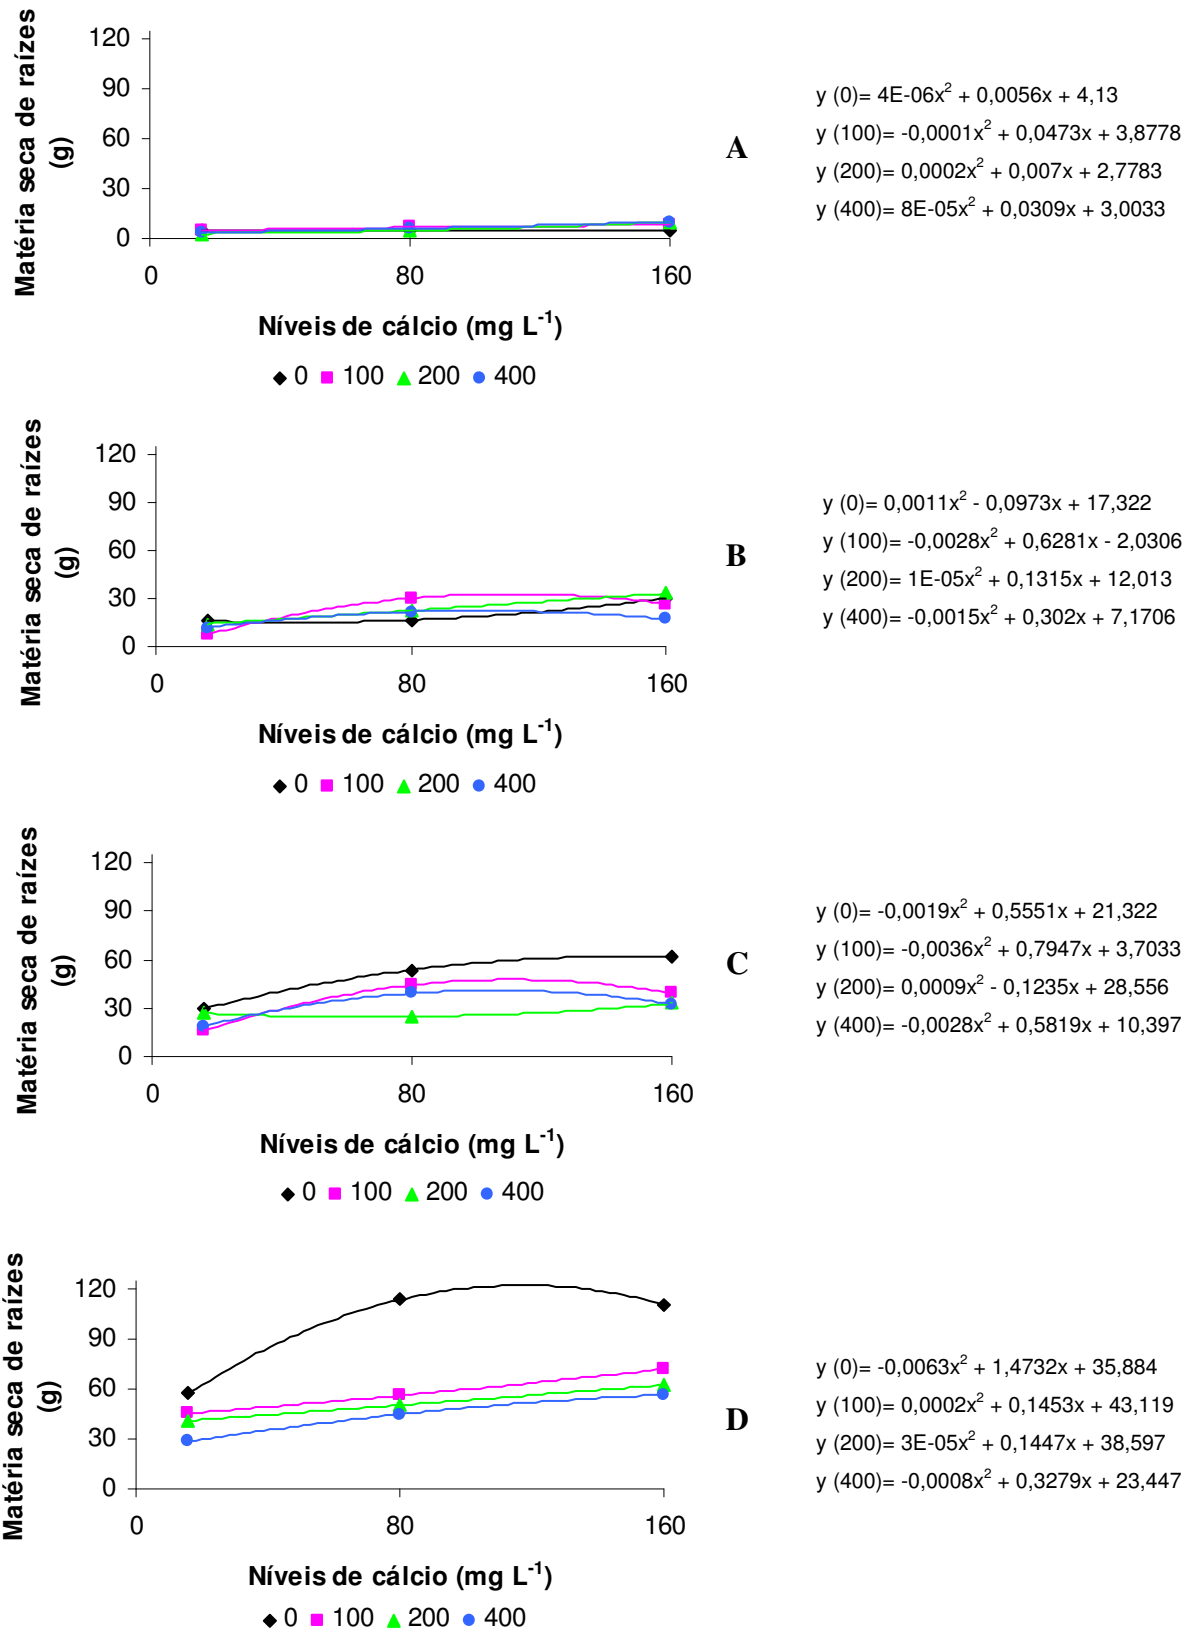 120
90
60
30
0
0 80 160
Matéria seca de raízes
(g)
Níveis de cálcio (mg L⁻¹)
0 100 200 400
A
y (0)= 4E-06x² + 0,0056x + 4,13
y (100)= -0,0001x² + 0,0473x + 3,8778
y (200)= 0,0002x² + 0,007x + 2,7783
y (400)= 8E-05x² + 0,0309x + 3,0033
120
90
60
30
0
0 80 160
Matéria seca de raízes
(g)
Níveis de cálcio (mg L⁻¹)
0 100 200 400
B
y (0)= 0,0011x² - 0,0973x + 17,322
y (100)= -0,0028x² + 0,6281x - 2,0306
y (200)= 1E-05x² + 0,1315x + 12,013
y (400)= -0,0015x² + 0,302x + 7,1706
120
90
60
30
0
0 80 160
Matéria seca de raízes
(g)
Níveis de cálcio (mg L⁻¹)
0 100 200 400
C
y (0)= -0,0019x² + 0,5551x + 21,322
y (100)= -0,0036x² + 0,7947x + 3,7033
y (200)= 0,0009x² - 0,1235x + 28,556
y (400)= -0,0028x² + 0,5819x + 10,397
120
90
60
30
0
0 80 160
Matéria seca de raízes
(g)
Níveis de cálcio (mg L⁻¹)
0 100 200 400
D
y (0)= -0,0063x² + 1,4732x + 35,884
y (100)= 0,0002x² + 0,1453x + 43,119
y (200)= 3E-05x² + 0,1447x + 38,597
y (400)= -0,0008x² + 0,3279x + 23,447